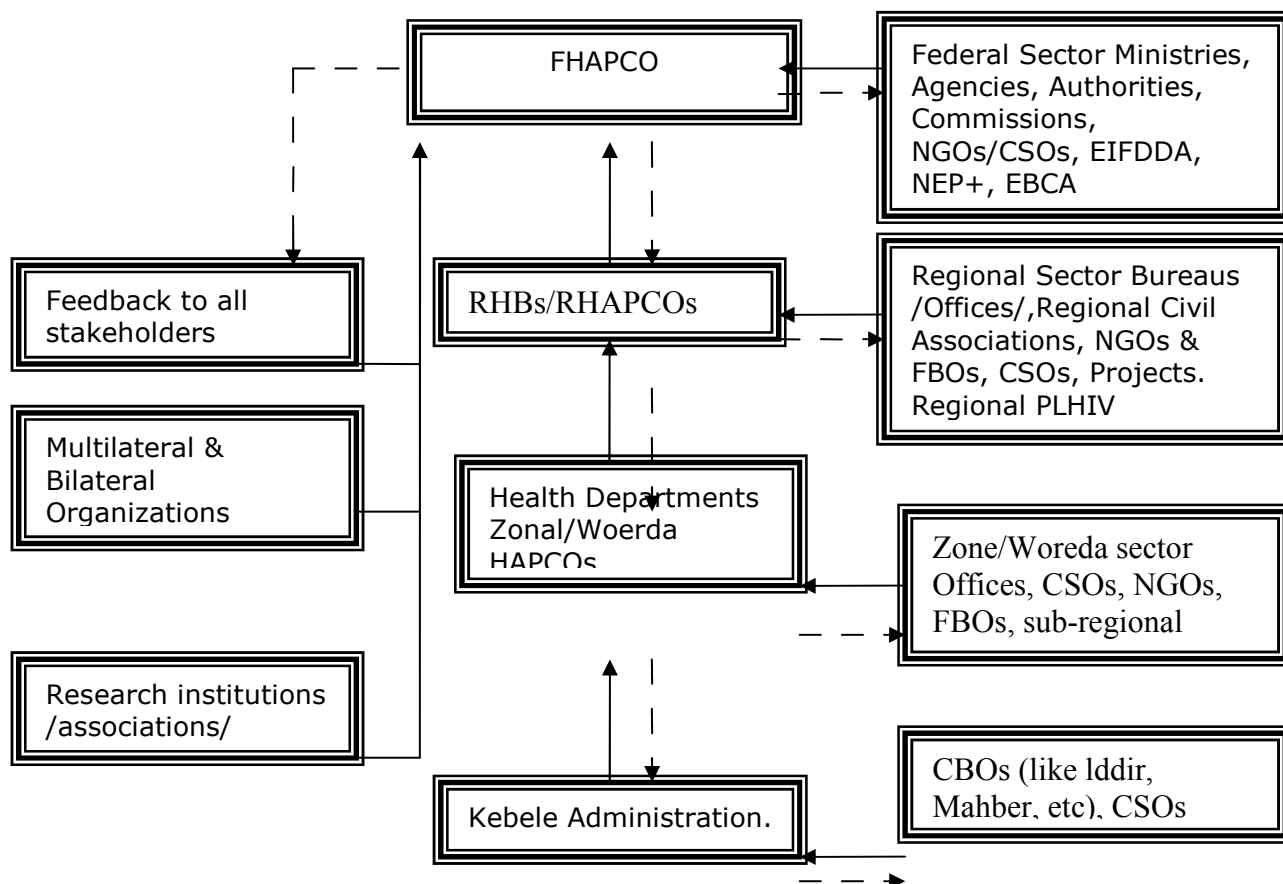 FHAPCO
Federal Sector Ministries,
Agencies, Authorities,
Commissions,
NGOs/CSOs, EIFDDA,
NEP+, EBCA
Feedback to all
stakeholders
RHBs/RHAPCOs
Regional Sector Bureaus
/Offices/,Regional Civil
Associations, NGOs &
FBOs, CSOs, Projects.
Regional PLHIV
Multilateral &
Bilateral
Organizations
Health Departments
Zonal/Woerda
HAPCOs
Zone/Woreda sector
Offices, CSOs, NGOs,
FBOs, sub-regional
Research institutions
/associations/
Kebele Administration.
CBOs (like lddir,
Mahber, etc), CSOs